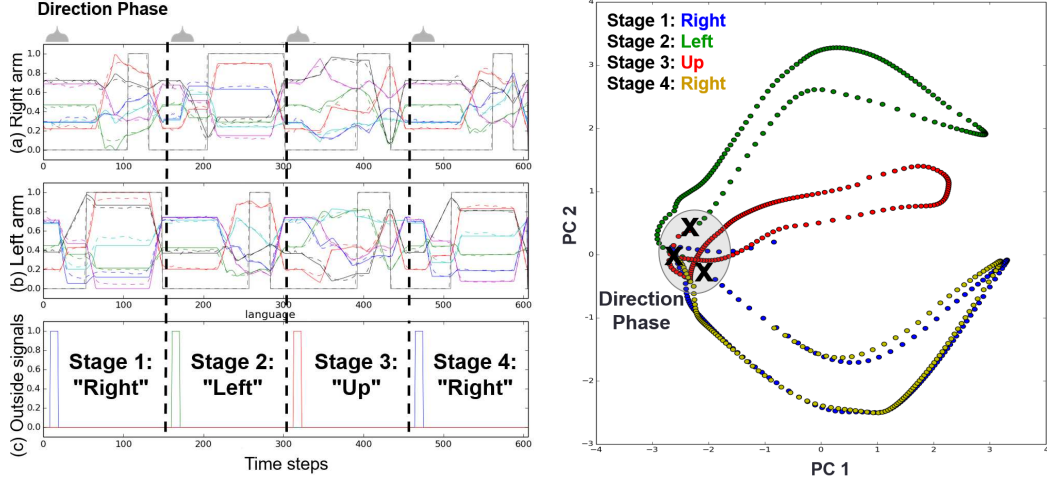 Direction Phase
(a) Right arm
1.0
0.8
0.6
0.4
0.2
0.0
0 100 200 300 400 500 600
(b) Left arm
1.0
0.8
0.6
0.4
0.2
0.0
0 100 200 300 400 500 600
language
(c) Outside signals
1.0
0.8
0.6
0.4
0.2
0.0
Stage 1: Stage 2: Stage 3: Stage 4:
"Right" "Left" "Up" "Right"
0 100 200 300 400 500 600
Time steps
Stage 1: Right
Stage 2: Left
Stage 3: Up
Stage 4: Right
PC 2
4
3
2
1
0
−1
−2
−3
X
X
X
Direction
Phase
−4 −3 −2 −1 0 1 2 3 4
PC 1